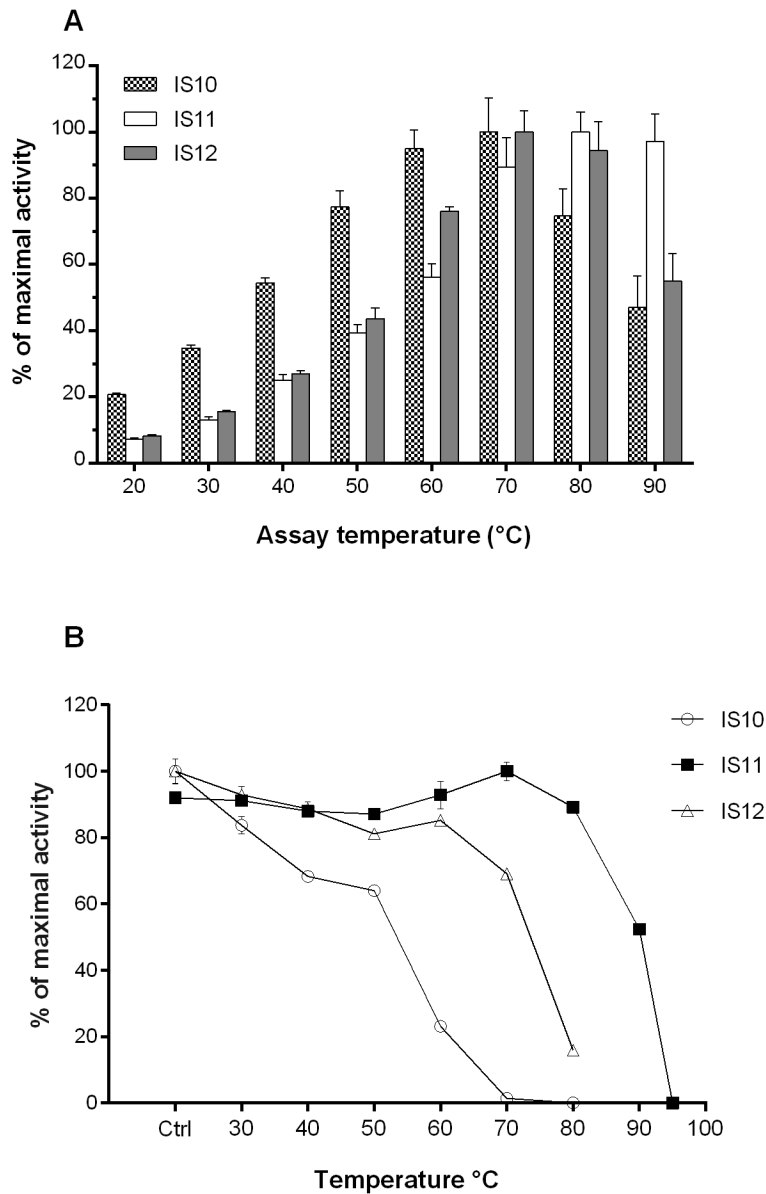 A
% of maximal activity
120
100
80
60
40
20
0
IS10
IS11
IS12
20 30 40 50 60 70 80 90
Assay temperature (°C)
B
% of maximal activity
120
100
80
60
40
20
0
IS10
IS11
IS12
Ctrl 30 40 50 60 70 80 90 100
Temperature °C